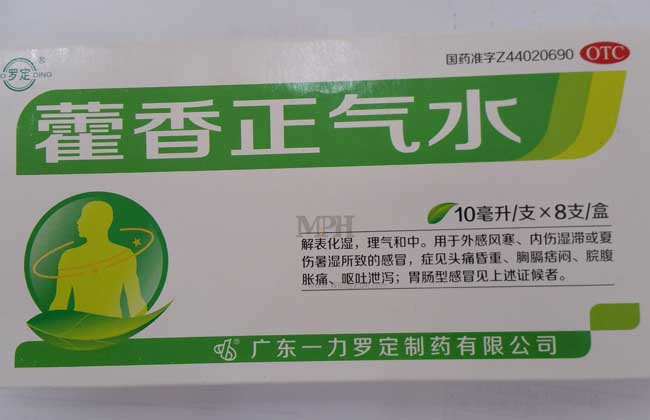 罗定
LUO DING
国药准字Z44020690
OTC
藿香正气水
10毫升/支×8支/盒
MPH
解表化湿，理气和中。用于外感风寒、内伤湿滞或夏
伤暑湿所致的感冒，症见头痛昏重、胸膈痞闷、脘腹
胀痛、呕吐泄泻；胃肠型感冒见上述证候者。
广东一力罗定制药有限公司